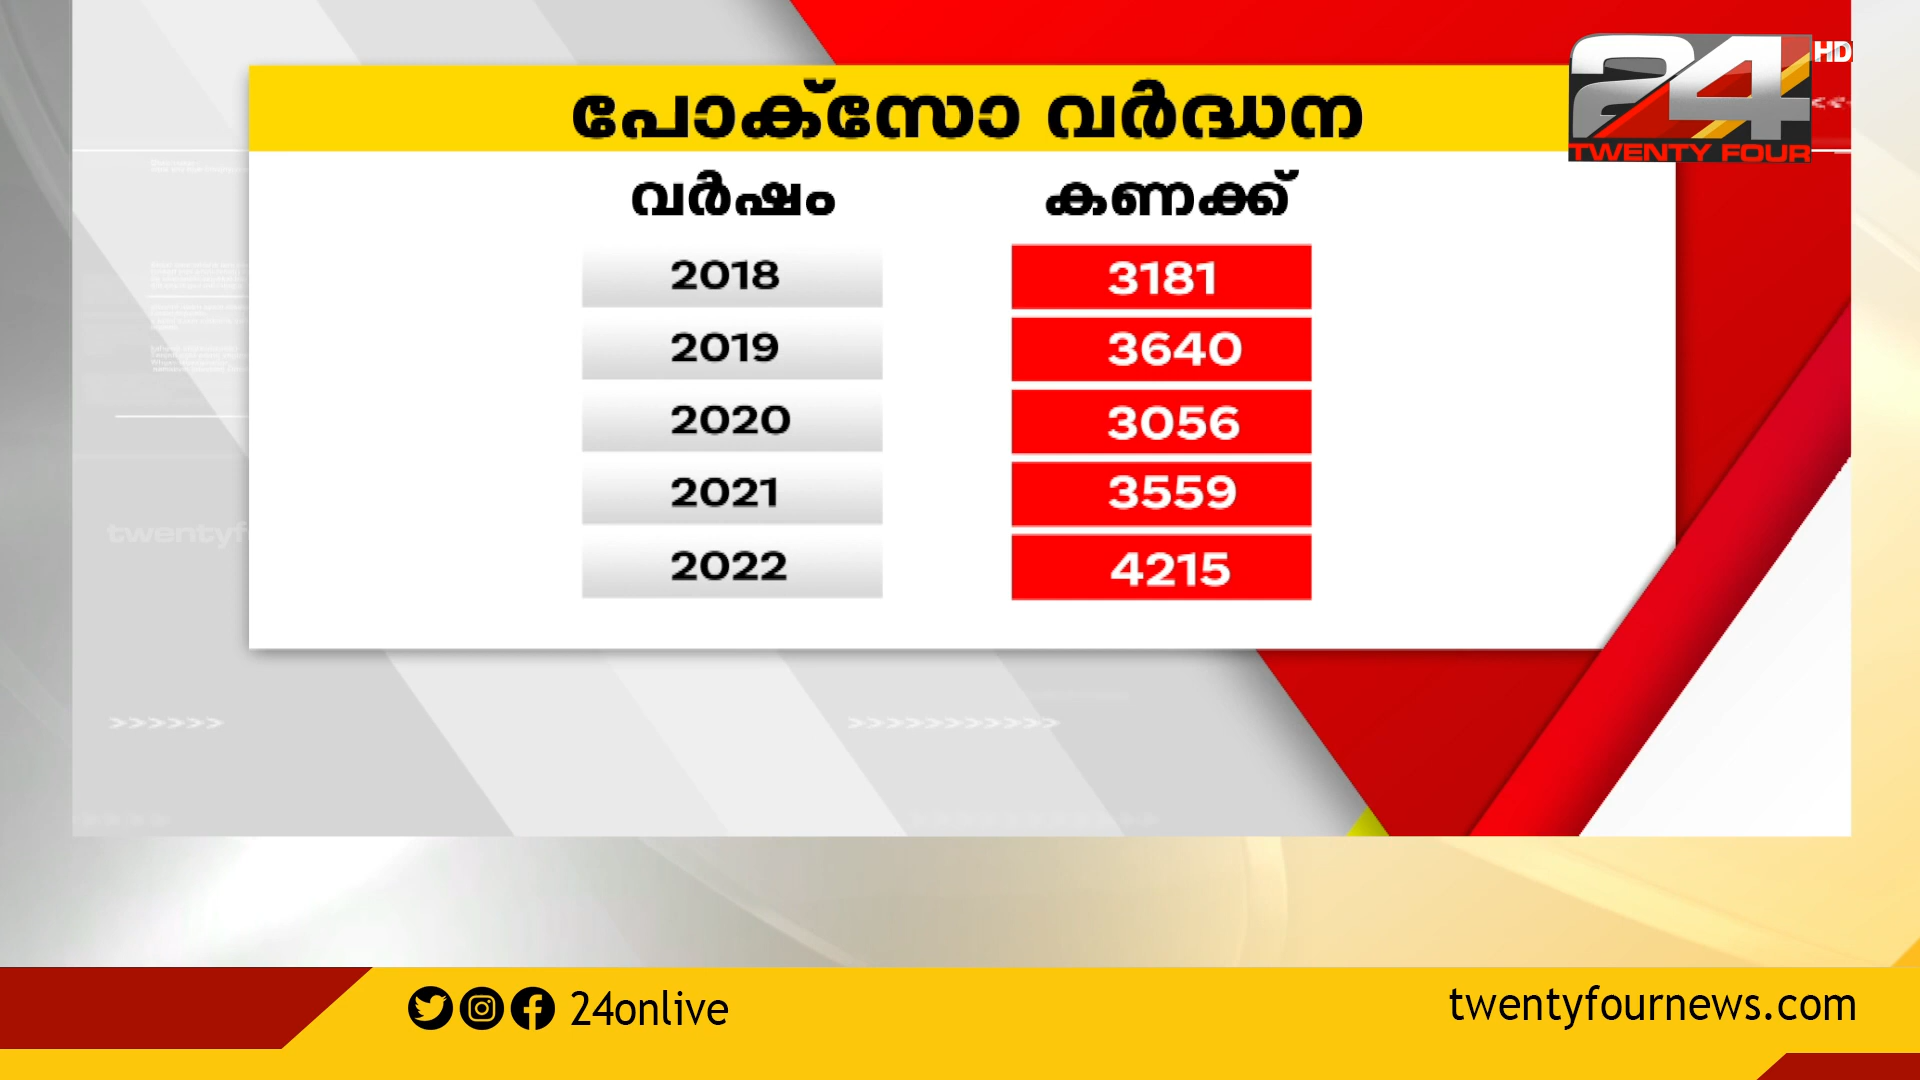 24 HD
TWENTY FOUR
പോക്സോ വർദ്ധന
വർഷം കണക്ക്
2018 3181
2019 3640
2020 3056
2021 3559
2022 4215
24onlive
twentyfournews.com